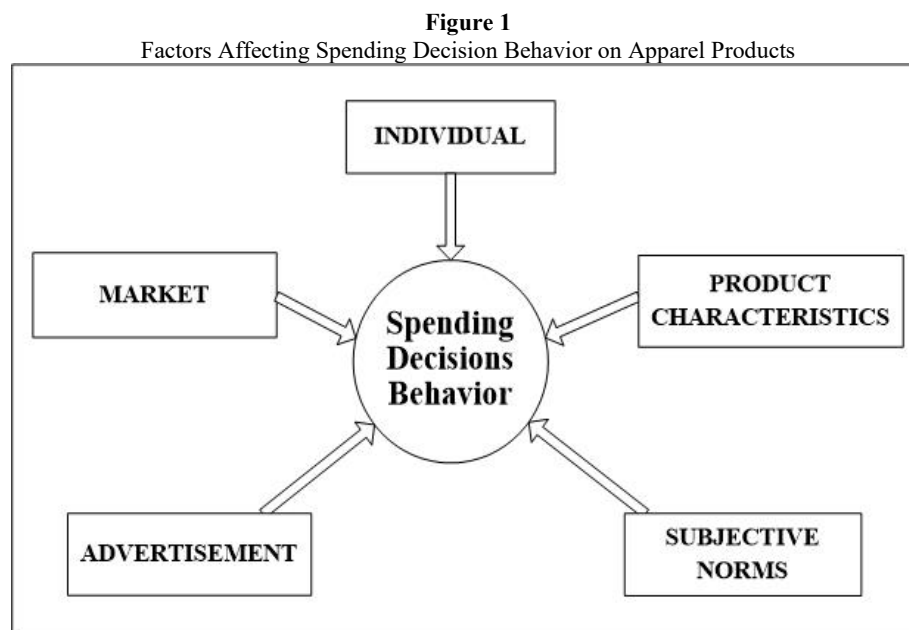 Figure 1
Factors Affecting Spending Decision Behavior on Apparel Products
INDIVIDUAL
MARKET
PRODUCT
CHARACTERISTICS
Spending
Decisions
Behavior
ADVERTISEMENT
SUBJECTIVE
NORMS